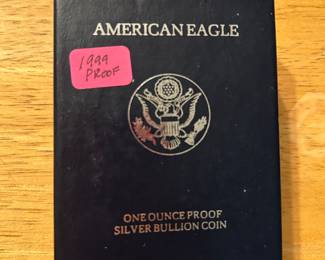 AMERICAN EAGLE
1999
PROOF
ONE OUNCE PROOF
SILVER BULLION COIN